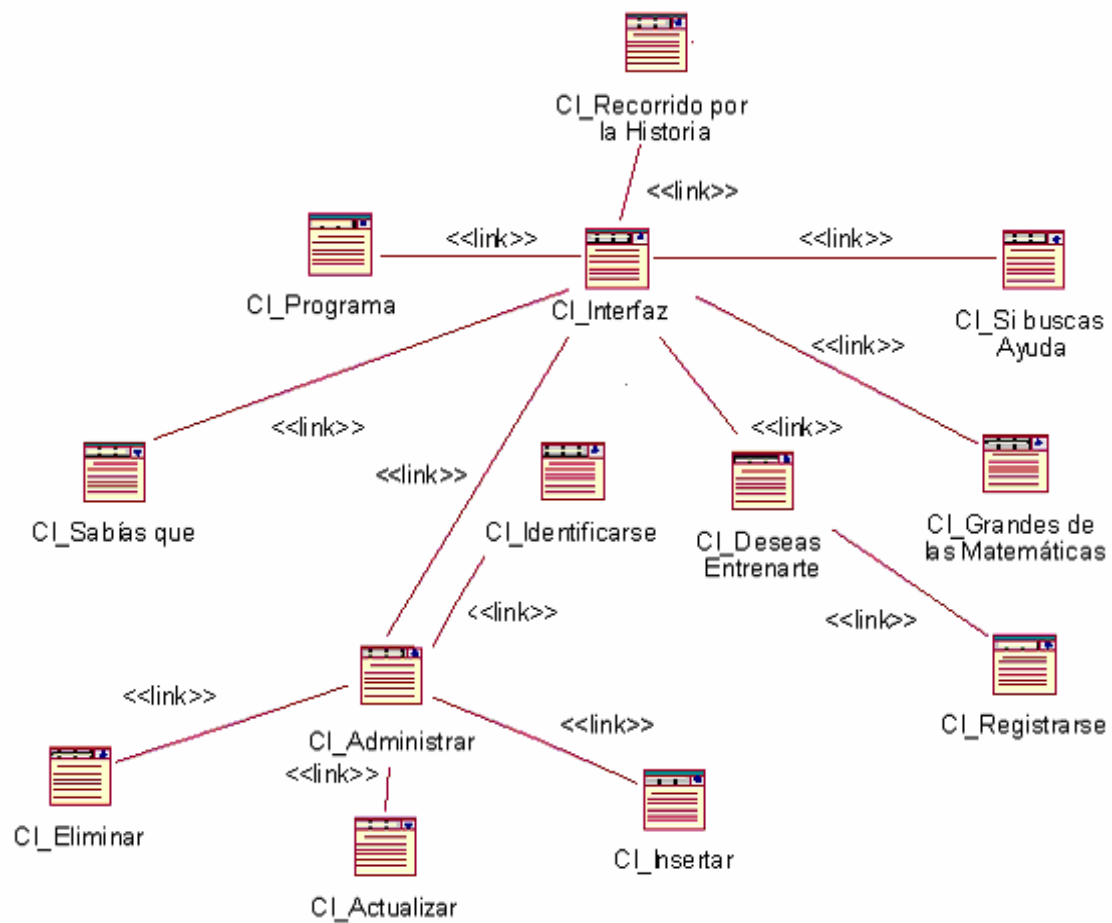 CI_Recorrido por
la Historia
<<link>>
<<link>>
<<link>>
CI_Programa
CI_Interfaz
CI_Si buscas
Ayuda
<<link>>
<<link>>
<<link>>
<<link>>
CI_Sabías que
CI_Identificarse
CI_Deseas
Entrenarte
CI_Grandes de
las Matemáticas
<<link>>
<<link>>
<<link>>
<<link>>
CI_Administrar
CI_Registrarse
<<link>>
CI_Eliminar
CI_Insertar
CI_Actualizar